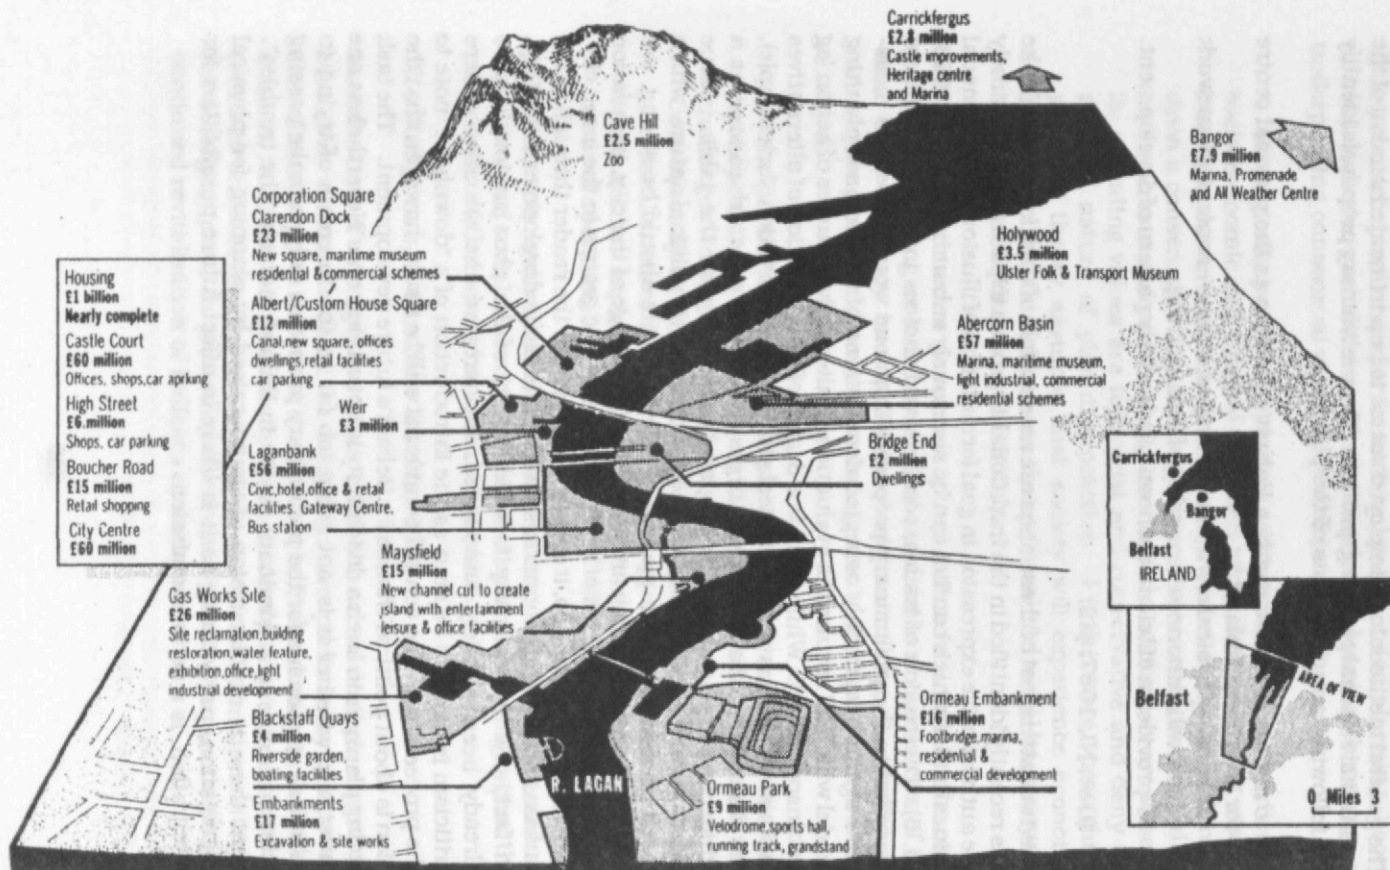 Carrickfergus
£2.8 million
Castle improvements,
Heritage centre
and Marina
Cave Hill
£2.5 million
Zoo
Bangor
£7.9 million
Marina, Promenade
and All Weather Centre
Corporation Square
Clarendon Dock
£23 million
New square, maritime museum
residential & commercial schemes
Holywood
£3.5 million
Ulster Folk & Transport Museum
Housing
£1 billion
Nearly complete
Castle Court
£60 million
Offices, shops,car aprking
High Street
£6.million
Shops, car parking
Boucher Road
£15 million
Retail shopping
City Centre
£60 million
Albert/Custom House Square
£12 million
Canal,new square, offices
dwellings,retail facilities
car parking
Abercorn Basin
£57 million
Marina, maritime museum,
light industrial, commercial
residential schemes
Weir
£3 million
Laganbank
£56 million
Civic,hotel,office & retail
facilities. Gateway Centre,
Bus station
Bridge End
£2 million
Dwellings
Maysfield
£15 million
New channel cut to create
island with entertainment
leisure & office facilities
Gas Works Site
£26 million
Site reclamation,building
restoration,water feature,
exhibition,office,light
industrial development
Blackstaff Quays
£4 million
Riverside garden,
boating facilities
Embankments
£17 million
Excavation & site works
R. LAGAN
Ormeau Park
£9 million
Velodrome,sports hall,
running track, grandstand
Ormeau Embankment
£16 million
Footbridge,marina,
residential &
commercial development
Carrickfergus
Bangor
Belfast
IRELAND
Belfast
AREA OF VIEW
0 Miles 3